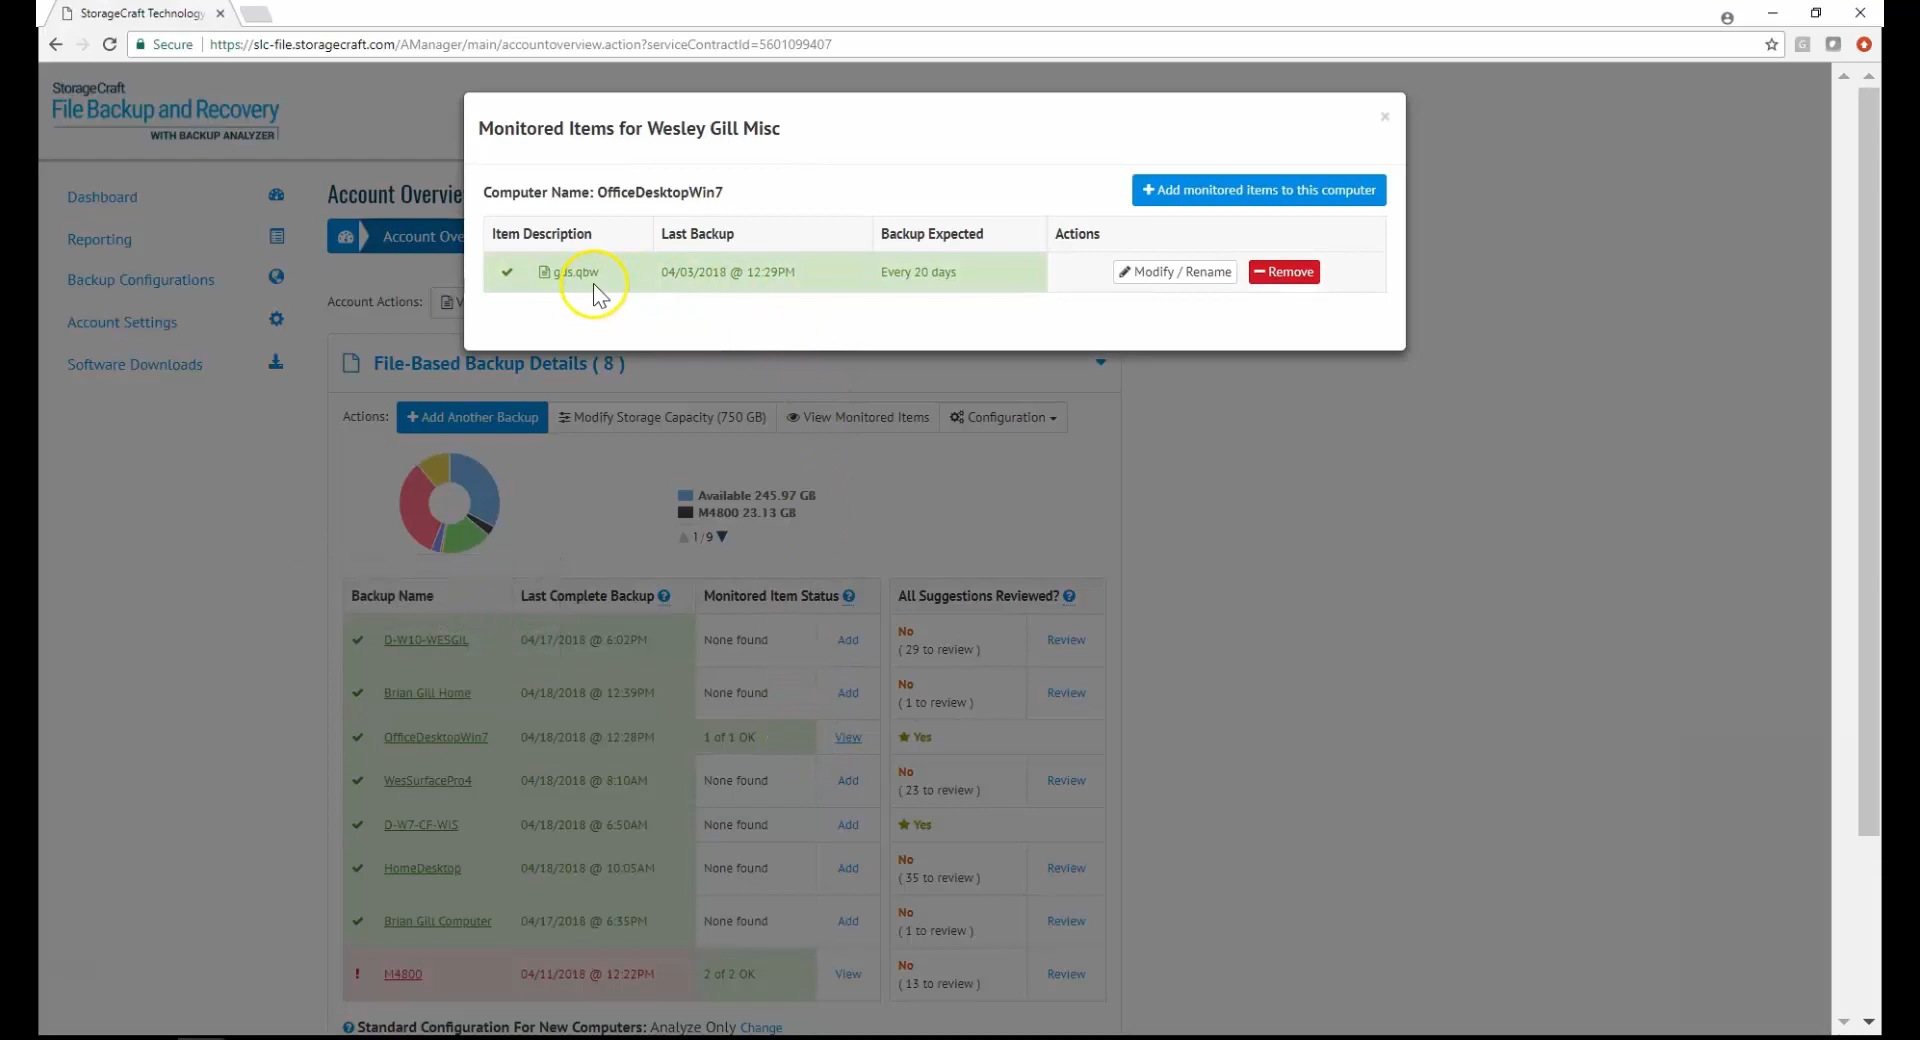 StorageCraft Technology
Secure https://slc-file.storagecraft.com/AManager/main/accountoverview.action?serviceContractId=5601099407
StorageCraft
File Backup and Recovery
WITH BACKUP ANALYZER
Monitored Items for Wesley Gill Misc
×
Computer Name: OfficeDesktopWin7
+ Add monitored items to this computer
Item Description Last Backup Backup Expected Actions
gds.qbw 04/03/2018 @ 12:29PM Every 20 days Modify / Rename Remove
Dashboard
Reporting
Backup Configurations
Account Settings
Software Downloads
Account Overvie
Account Ove
Account Actions: V
File-Based Backup Details ( 8 )
Actions: + Add Another Backup Modify Storage Capacity (750 GB) View Monitored Items Configuration
Available 245.97 GB
M4800 23.13 GB
1/9
Backup Name Last Complete Backup ? Monitored Item Status ? All Suggestions Reviewed? ?
D-W10-WESGIL 04/17/2018 @ 6:02PM None found Add No ( 29 to review ) Review
Brian Gill Home 04/18/2018 @ 12:39PM None found Add No ( 1 to review ) Review
OfficeDesktopWin7 04/18/2018 @ 12:28PM 1 of 1 OK View Yes
WesSurfacePro4 04/18/2018 @ 8:10AM None found Add No ( 23 to review ) Review
D-W7-CF-WIS 04/18/2018 @ 6:50AM None found Add Yes
HomeDesktop 04/18/2018 @ 10:05AM None found Add No ( 35 to review ) Review
Brian Gill Computer 04/17/2018 @ 6:35PM None found Add No ( 1 to review ) Review
! M4800 04/11/2018 @ 12:22PM 2 of 2 OK View No ( 13 to review ) Review
? Standard Configuration For New Computers: Analyze Only Change